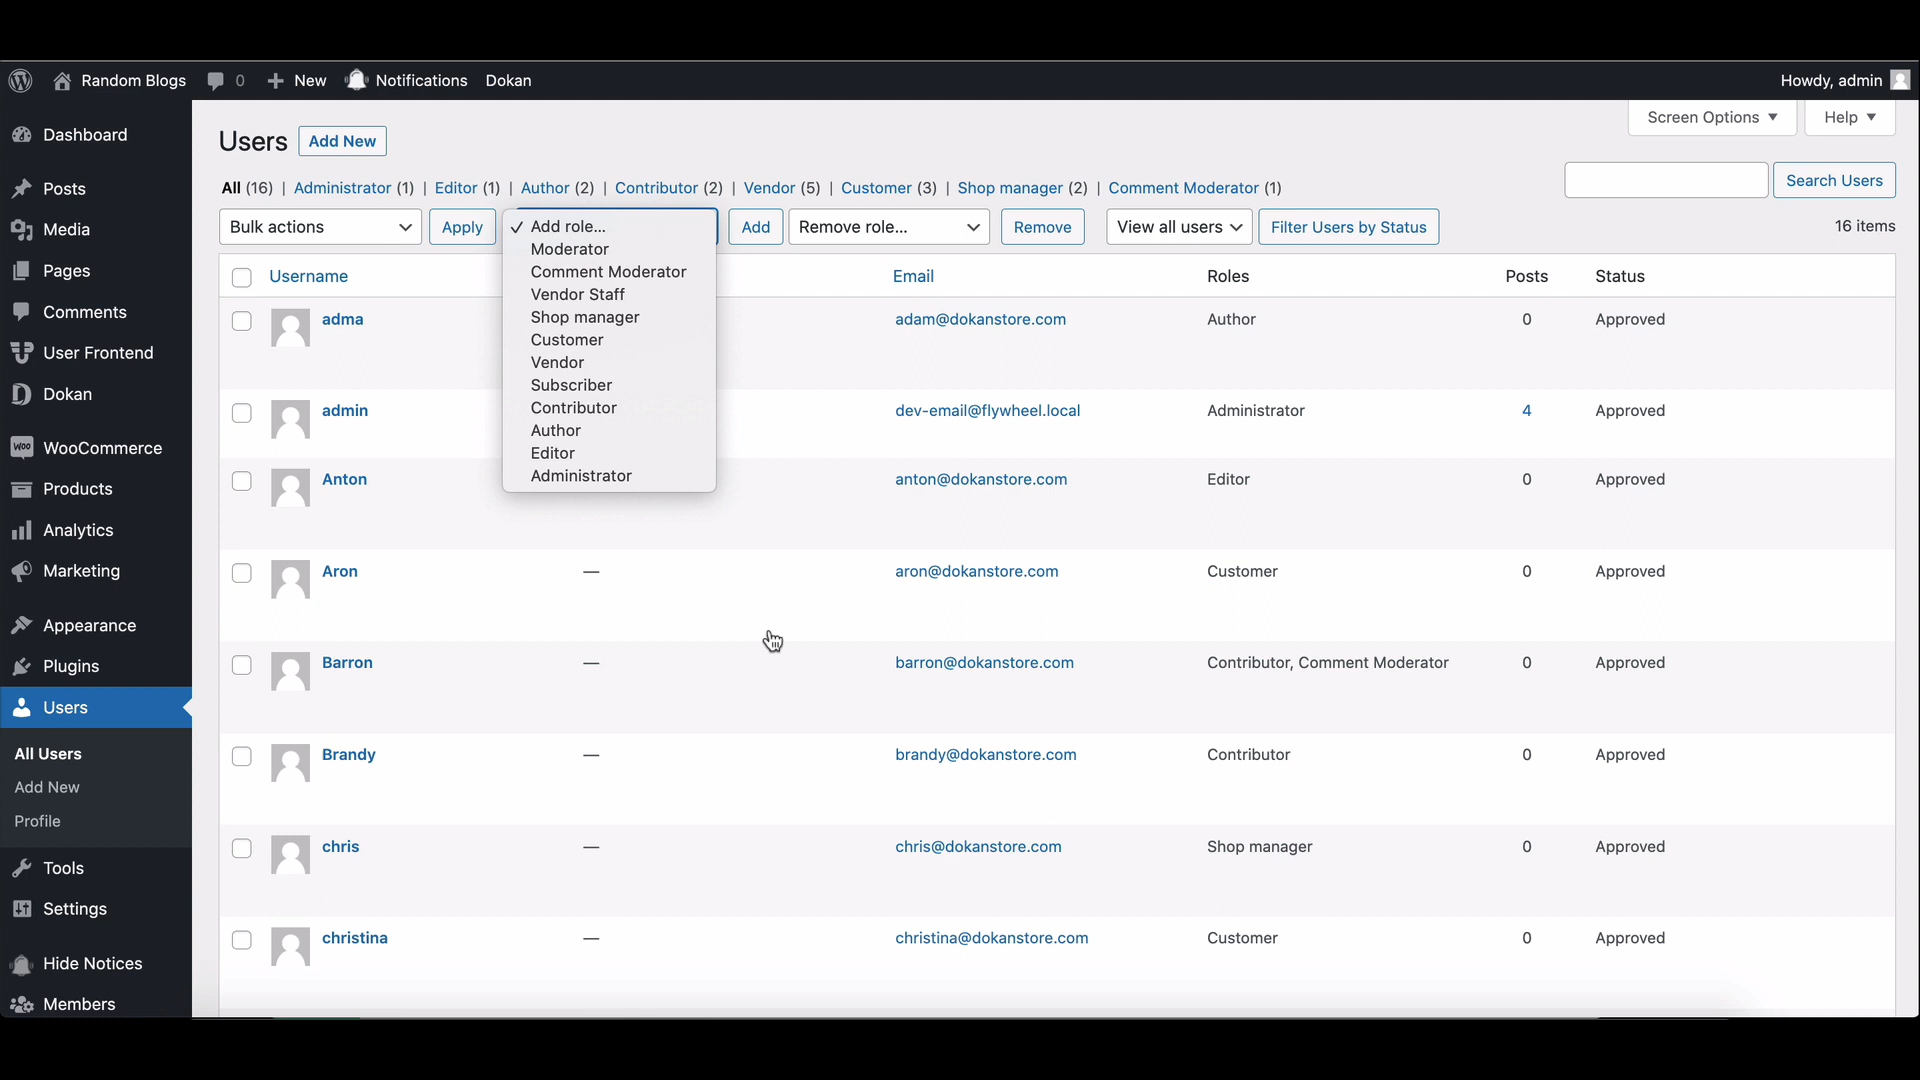 Random Blogs 0 New Notifications Dokan Howdy, admin
Dashboard
Posts
Media
Pages
Comments
User Frontend
Dokan
WooCommerce
Products
Analytics
Marketing
Appearance
Plugins
Users
All Users
Add New
Profile
Tools
Settings
Hide Notices
Members
Screen Options ▼ Help ▼
Users Add New
All (16) | Administrator (1) | Editor (1) | Author (2) | Contributor (2) | Vendor (5) | Customer (3) | Shop manager (2) | Comment Moderator (1)
Search Users
Bulk actions Apply ✓ Add role... Add Remove role... Remove View all users Filter Users by Status 16 items
Moderator
Comment Moderator
Vendor Staff
Shop manager
Customer
Vendor
Subscriber
Contributor
Author
Editor
Administrator
Username Email Roles Posts Status
adma adam@dokanstore.com Author 0 Approved
admin dev-email@flywheel.local Administrator 4 Approved
Anton anton@dokanstore.com Editor 0 Approved
Aron — aron@dokanstore.com Customer 0 Approved
Barron — barron@dokanstore.com Contributor, Comment Moderator 0 Approved
Brandy — brandy@dokanstore.com Contributor 0 Approved
chris — chris@dokanstore.com Shop manager 0 Approved
christina — christina@dokanstore.com Customer 0 Approved